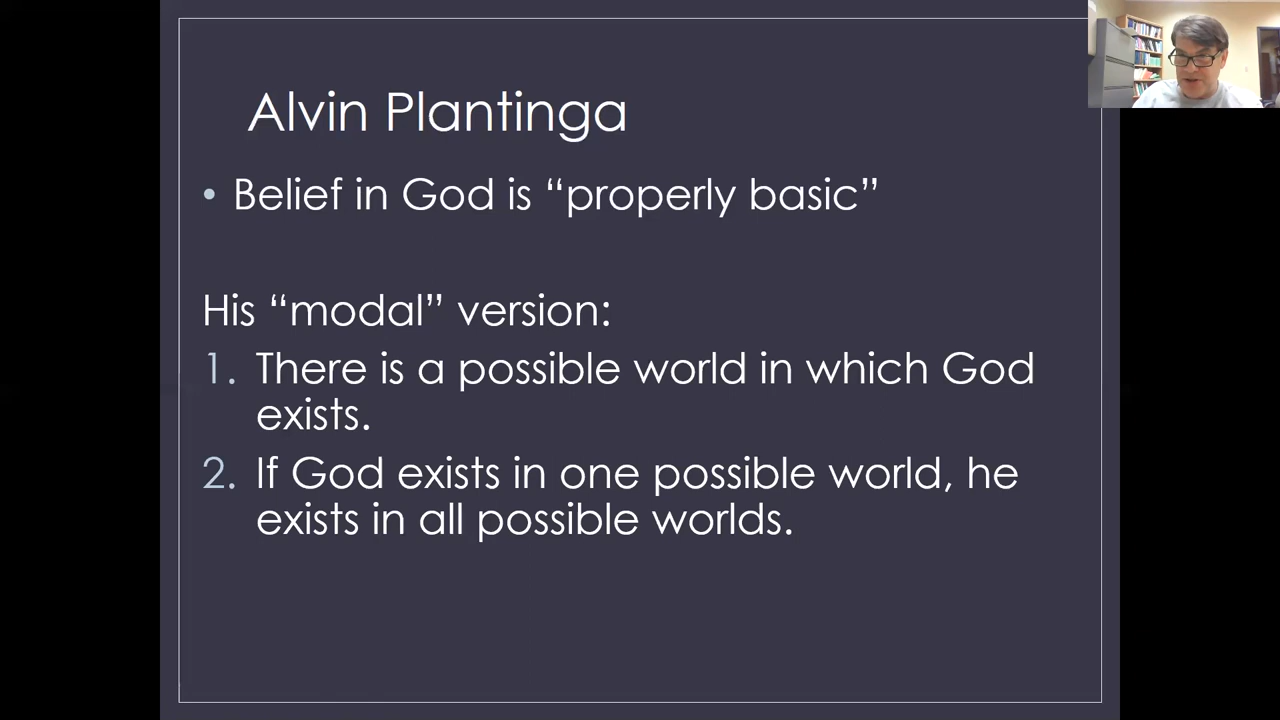 Alvin Plantinga
• Belief in God is “properly basic”
His “modal” version:
1. There is a possible world in which God
exists.
2. If God exists in one possible world, he
exists in all possible worlds.